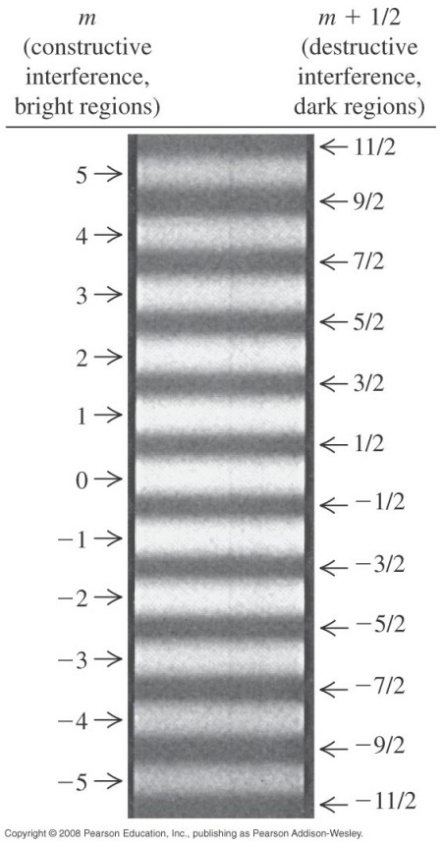 m
(constructive
interference,
bright regions)
m + 1/2
(destructive
interference,
dark regions)
11/2
5
9/2
4
7/2
3
5/2
2
3/2
1
1/2
0
−1/2
−1
−3/2
−2
−5/2
−3
−7/2
−4
−9/2
−5
−11/2
Copyright © 2008 Pearson Education, Inc., publishing as Pearson Addison-Wesley.